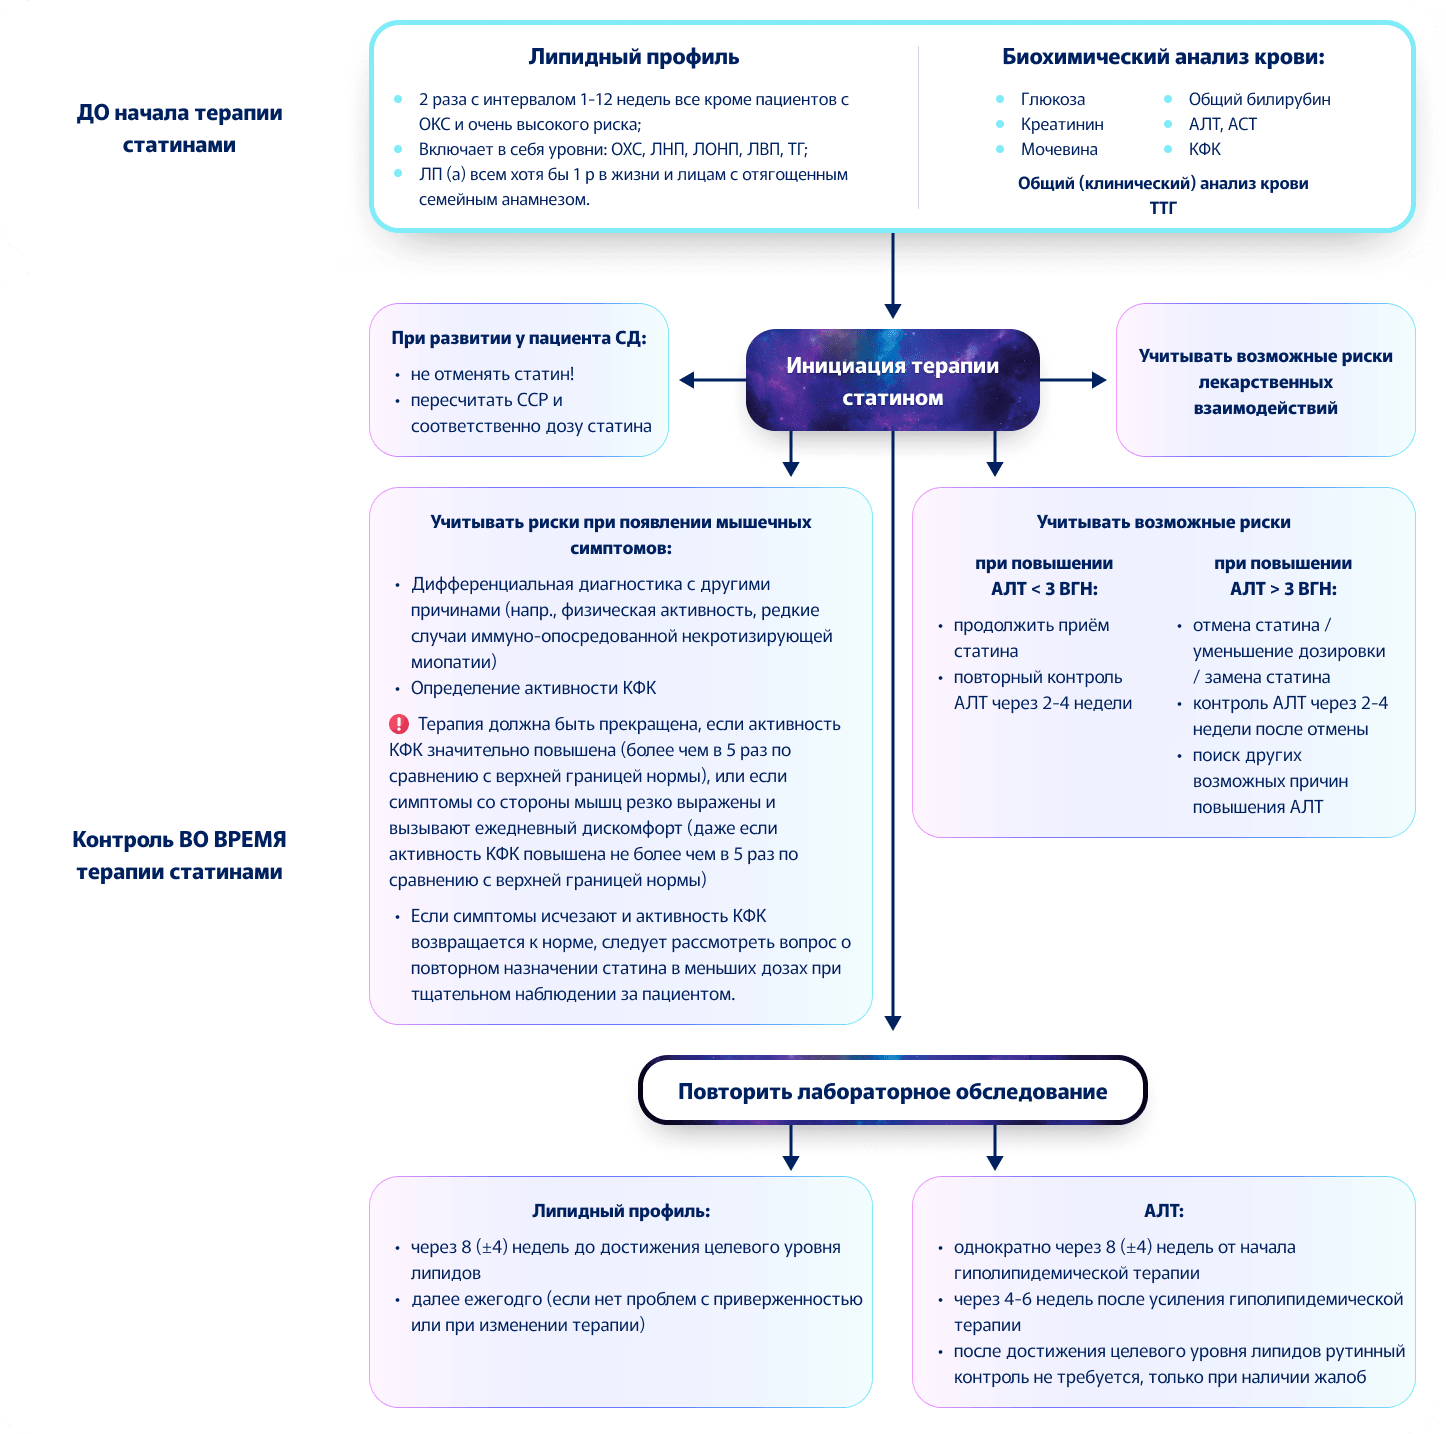 ДО начала терапии
статинами
Липидный профиль
2 раза с интервалом 1-12 недель все кроме пациентов с
ОКС и очень высокого риска;
Включает в себя уровни: ОХС, ЛНП, ЛОНП, ЛВП, ТГ;
ЛП (а) всем хотя бы 1 р в жизни и лицам с отягощенным
семейным анамнезом.
Биохимический анализ крови:
Глюкоза
Креатинин
Мочевина
Общий билирубин
АЛТ, АСТ
КФК
Общий (клинический) анализ крови
ТТГ
При развитии у пациента СД:
• не отменять статин!
• пересчитать ССР и
соответственно дозу статина
Инициация терапии
статином
Учитывать возможные риски
лекарственных
взаимодействий
Контроль ВО ВРЕМЯ
терапии статинами
Учитывать риски при появлении мышечных
симптомов:
• Дифференциальная диагностика с другими
причинами (напр., физическая активность, редкие
случаи иммуно-опосредованной некротизирующей
миопатии)
• Определение активности КФК
! Терапия должна быть прекращена, если активность
КФК значительно повышена (более чем в 5 раз по
сравнению с верхней границей нормы), или если
симптомы со стороны мышц резко выражены и
вызывают ежедневный дискомфорт (даже если
активность КФК повышена не более чем в 5 раз по
сравнению с верхней границей нормы)
• Если симптомы исчезают и активность КФК
возвращается к норме, следует рассмотреть вопрос о
повторном назначении статина в меньших дозах при
тщательном наблюдении за пациентом.
Учитывать возможные риски
при повышении
АЛТ < 3 ВГН:
• продолжить приём
статина
• повторный контроль
АЛТ через 2-4 недели
при повышении
АЛТ > 3 ВГН:
• отмена статина /
уменьшение дозировки
/ замена статина
• контроль АЛТ через 2-4
недели после отмены
• поиск других
возможных причин
повышения АЛТ
Повторить лабораторное обследование
Липидный профиль:
• через 8 (±4) недель до достижения целевого уровня
липидов
• далее ежегодго (если нет проблем с приверженностью
или при изменении терапии)
АЛТ:
• однократно через 8 (±4) недель от начала
гиполипидемической терапии
• через 4-6 недель после усиления гиполипидемической
терапии
• после достижения целевого уровня липидов рутинный
контроль не требуется, только при наличии жалоб